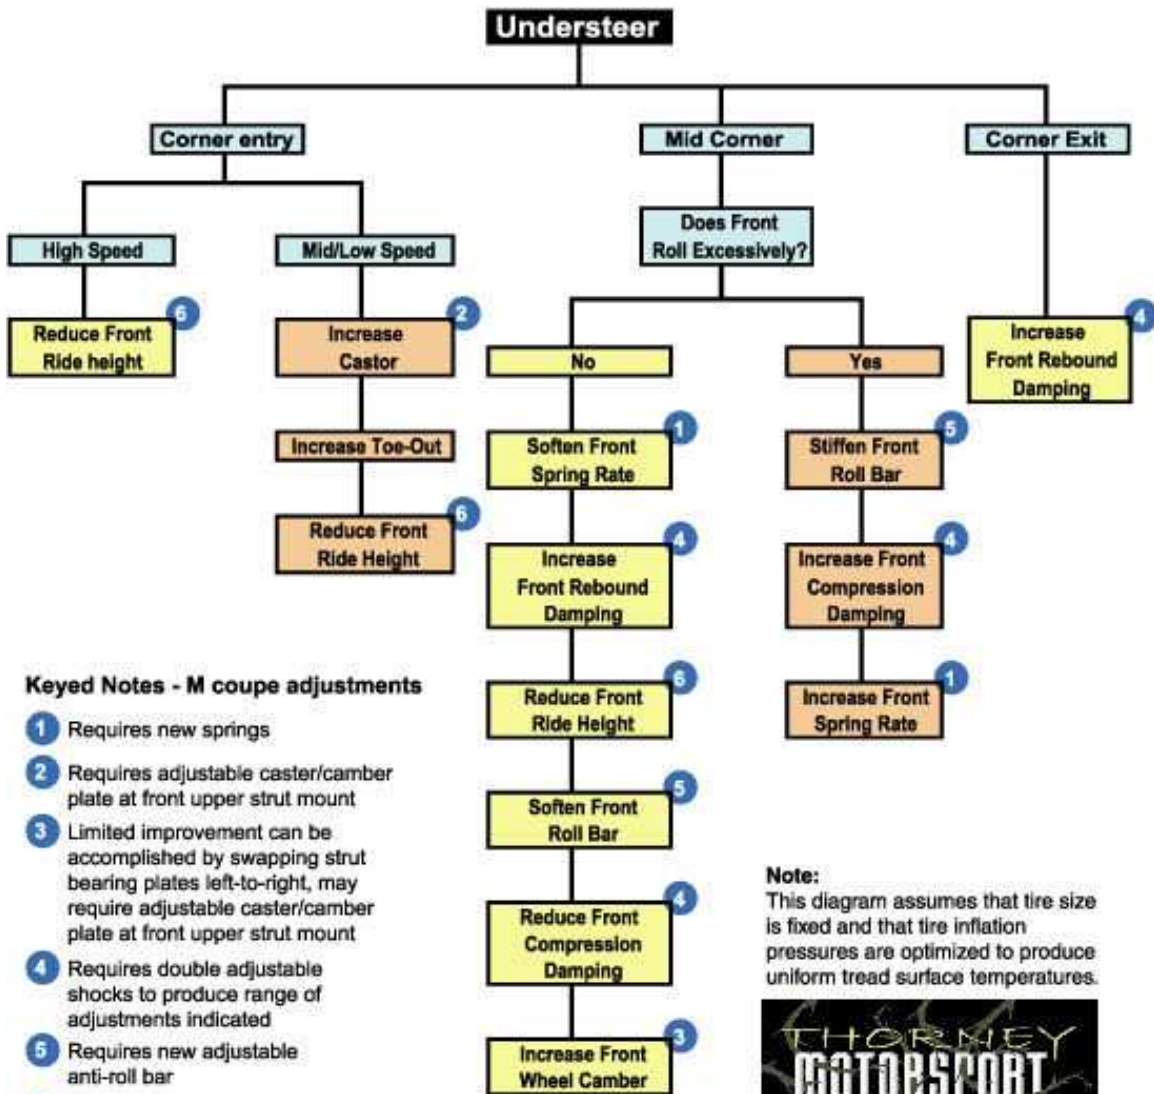 Understeer
Corner entry
Mid Corner
Corner Exit
Does Front
Roll Excessively?
High Speed
Mid/Low Speed
6
Reduce Front
Ride height
2
Increase
Castor
4
Increase
Front Rebound
Damping
No
Yes
Increase Toe-Out
1
Soften Front
Spring Rate
5
Stiffen Front
Roll Bar
6
Reduce Front
Ride Height
4
Increase
Front Rebound
Damping
4
Increase Front
Compression
Damping
6
Reduce Front
Ride Height
1
Increase Front
Spring Rate
5
Soften Front
Roll Bar
4
Reduce Front
Compression
Damping
3
Increase Front
Wheel Camber
Keyed Notes - M coupe adjustments
1 Requires new springs
2 Requires adjustable caster/camber
plate at front upper strut mount
3 Limited improvement can be
accomplished by swapping strut
bearing plates left-to-right, may
require adjustable caster/camber
plate at front upper strut mount
4 Requires double adjustable
shocks to produce range of
adjustments indicated
5 Requires new adjustable
anti-roll bar
Note:
This diagram assumes that tire size
is fixed and that tire inflation
pressures are optimized to produce
uniform tread surface temperatures.
THORNEY
MOTORSPORT